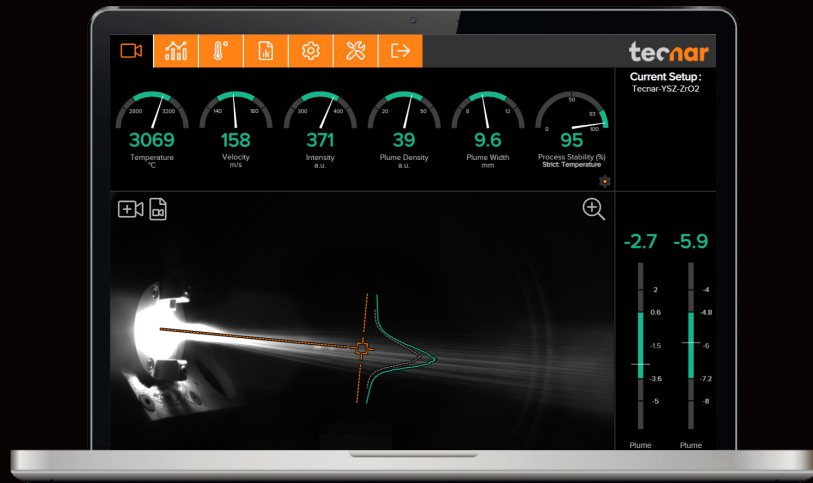 tecnar
Current Setup :
Tecnar-YSZ-ZrO2
2800 3200
3069
Temperature
°C
140 180
158
Velocity
m/s
300 400
371
Intensity
a.u.
20 50
39
Plume Density
a.u.
8 12
9.6
Plume Width
mm
50
83
0 100
95
Process Stability (%)
Strict: Temperature
-2.7 -5.9
2 -4
0.6 -4.8
-1.5 -6
-3.6 -7.2
-5 -8
Plume Plume